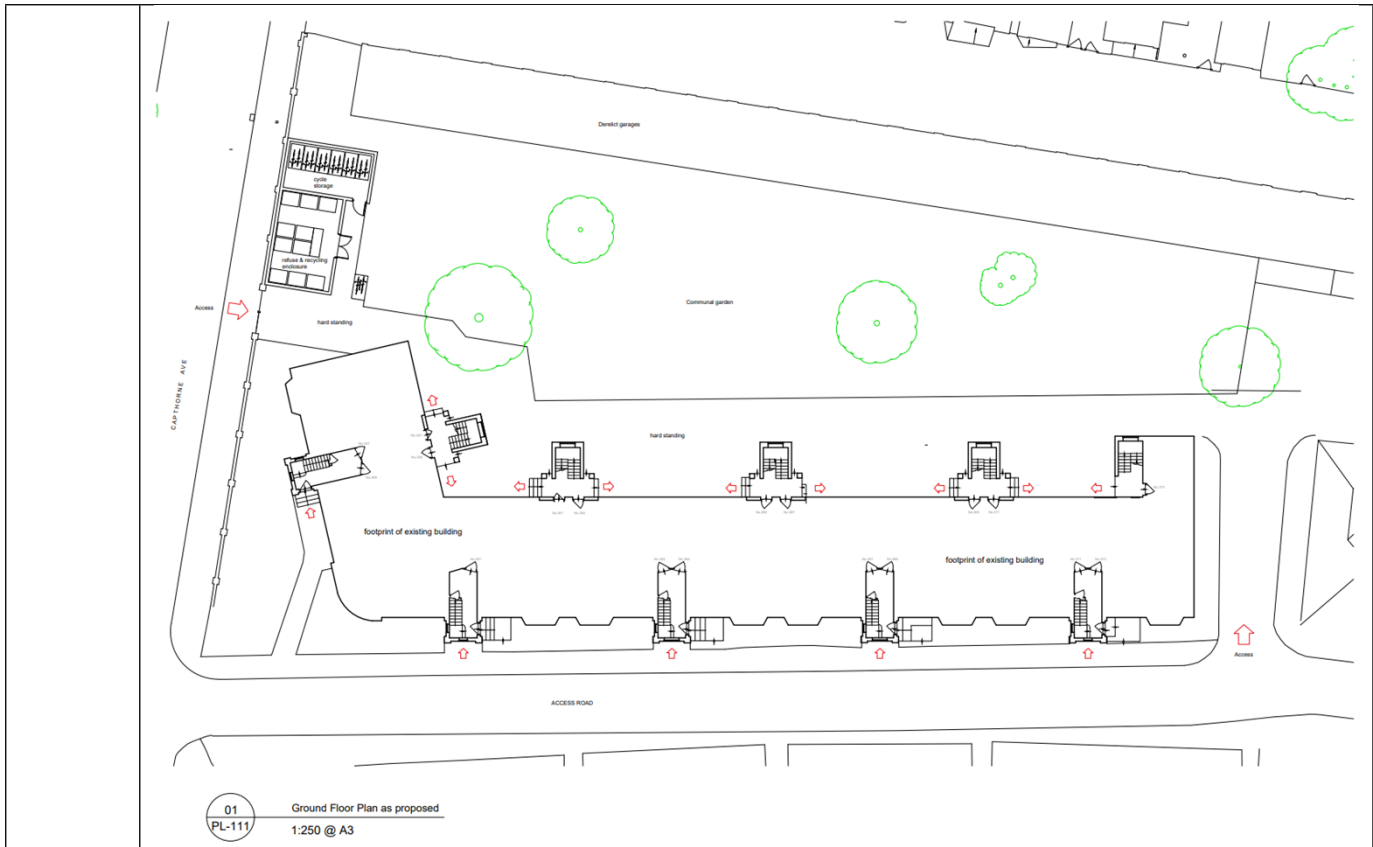 Derelict garages
cycle
storage
refuse & recycling
enclosure
Access
hard standing
Communal garden
CAPTHORNE AVE
hard standing
footprint of existing building
footprint of existing building
Access
ACCESS ROAD
01
PL-111
Ground Floor Plan as proposed
1:250 @ A3